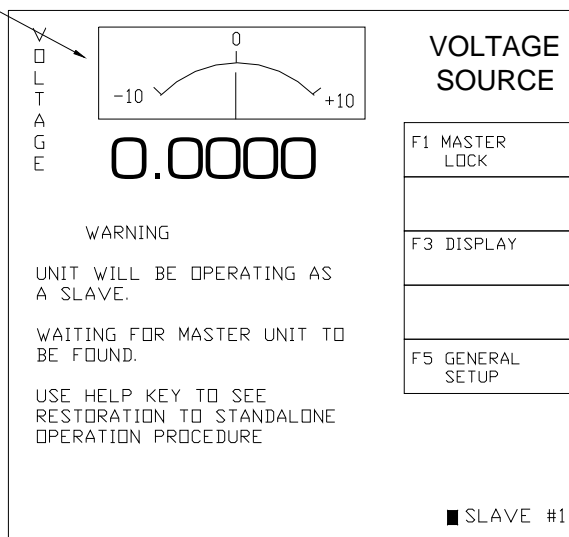 VOLTAGE
0
-10
+10
0.0000
WARNING
UNIT WILL BE OPERATING AS
A SLAVE.
WAITING FOR MASTER UNIT TO
BE FOUND.
USE HELP KEY TO SEE
RESTORATION TO STANDALONE
OPERATION PROCEDURE
VOLTAGE
SOURCE
F1 MASTER
LOCK
F3 DISPLAY
F5 GENERAL
SETUP
SLAVE #1